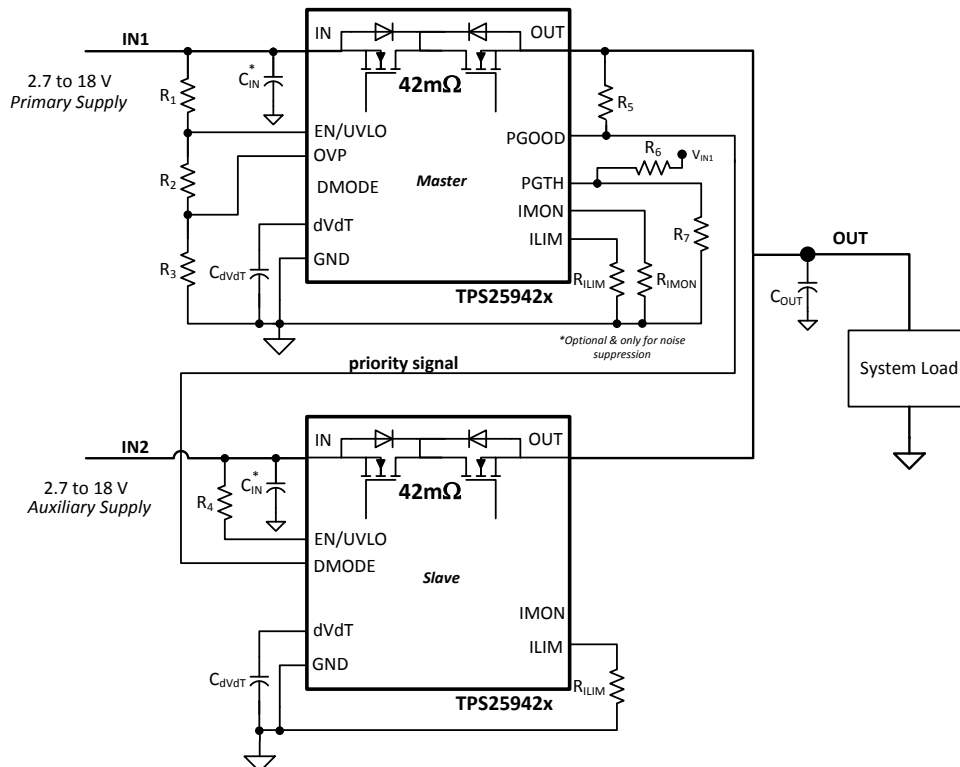 IN1
2.7 to 18 V
Primary Supply
R1
R2
R3
CIN*
IN
OUT
42mΩ
EN/UVLO
OVP
DMODE
Master
dVdT
GND
PGOOD
PGTH
IMON
ILIM
CdVdT
TPS25942x
R5
R6
VIN1
R7
RILIM
RIMON
*Optional & only for noise
suppression
OUT
COUT
System Load
priority signal
IN2
2.7 to 18 V
Auxiliary Supply
R4
CIN*
IN
OUT
42mΩ
EN/UVLO
DMODE
Slave
dVdT
GND
IMON
ILIM
CdVdT
RILIM
TPS25942x